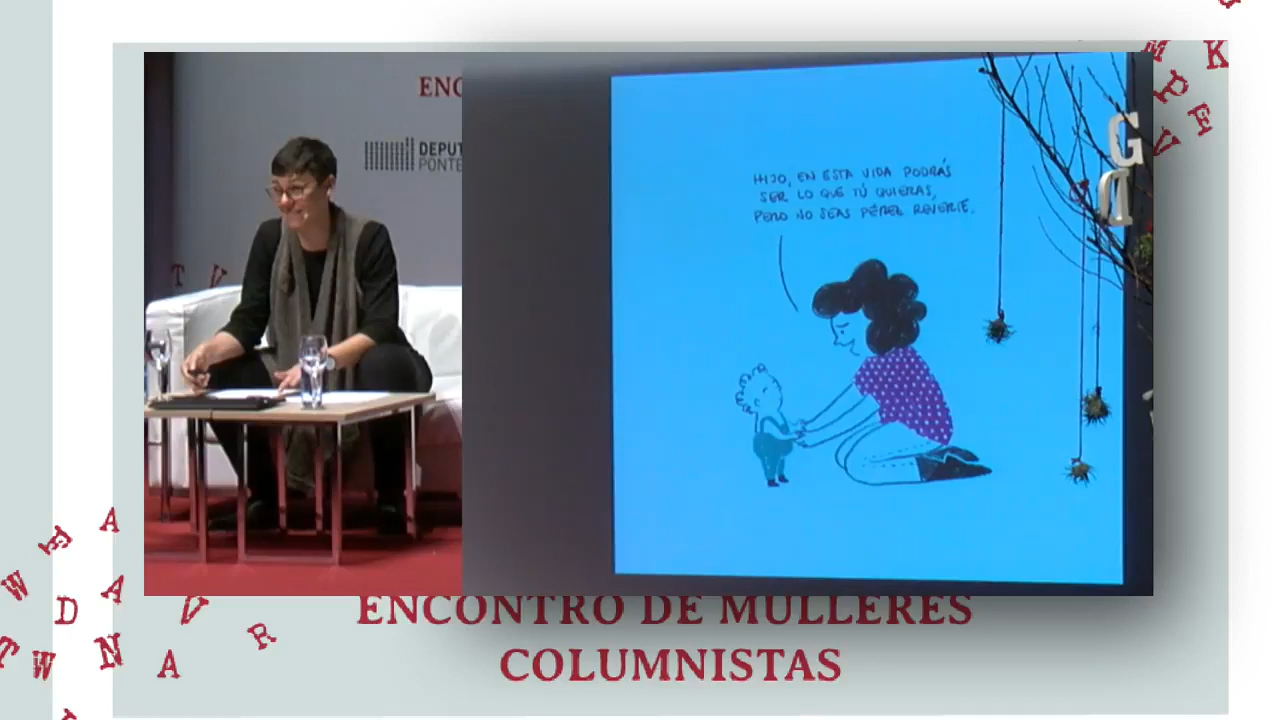 ENC
DEPUT
PONTE
HIJO, EN ESTA VIDA PODRÁS
SER LO QUE TÚ QUIERAS,
PERO NO SEAS PÉREZ REVERTE.
ENCONTRO DE MULLERES
COLUMNISTAS